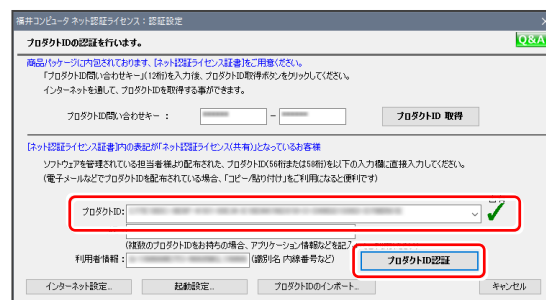 福井コンピュータ ネット認証ライセンス：認証設定
プロダクトIDの認証を行います。
Q&A
商品パッケージに内包されております、[ネット認証ライセンス証書]をご用意ください。
「プロダクトID問い合わせキー」(12桁)を入力後、プロダクトID取得ボタンをクリックしてください。
インターネットを通して、プロダクトIDを取得する事ができます。
プロダクトID問い合わせキー：
-
プロダクトID 取得
[ネット認証ライセンス証書]内の表記が「ネット認証ライセンス(共有)」となっているお客様
ソフトウェアを管理されている担当者様より配布された、プロダクトID(56桁または58桁)を以下の入力欄に直接入力してください。
(電子メールなどでプロダクトIDを配布されている場合、「コピー/貼り付け」をご利用になると便利です)
プロダクトID:
(複数のプロダクトIDをお持ちの場合、アプリケーション情報などを記入
利用者情報：
(識別名 内線番号など)
プロダクトID認証
インターネット設定...
起動設定...
プロダクトIDのインポート...
キャンセル